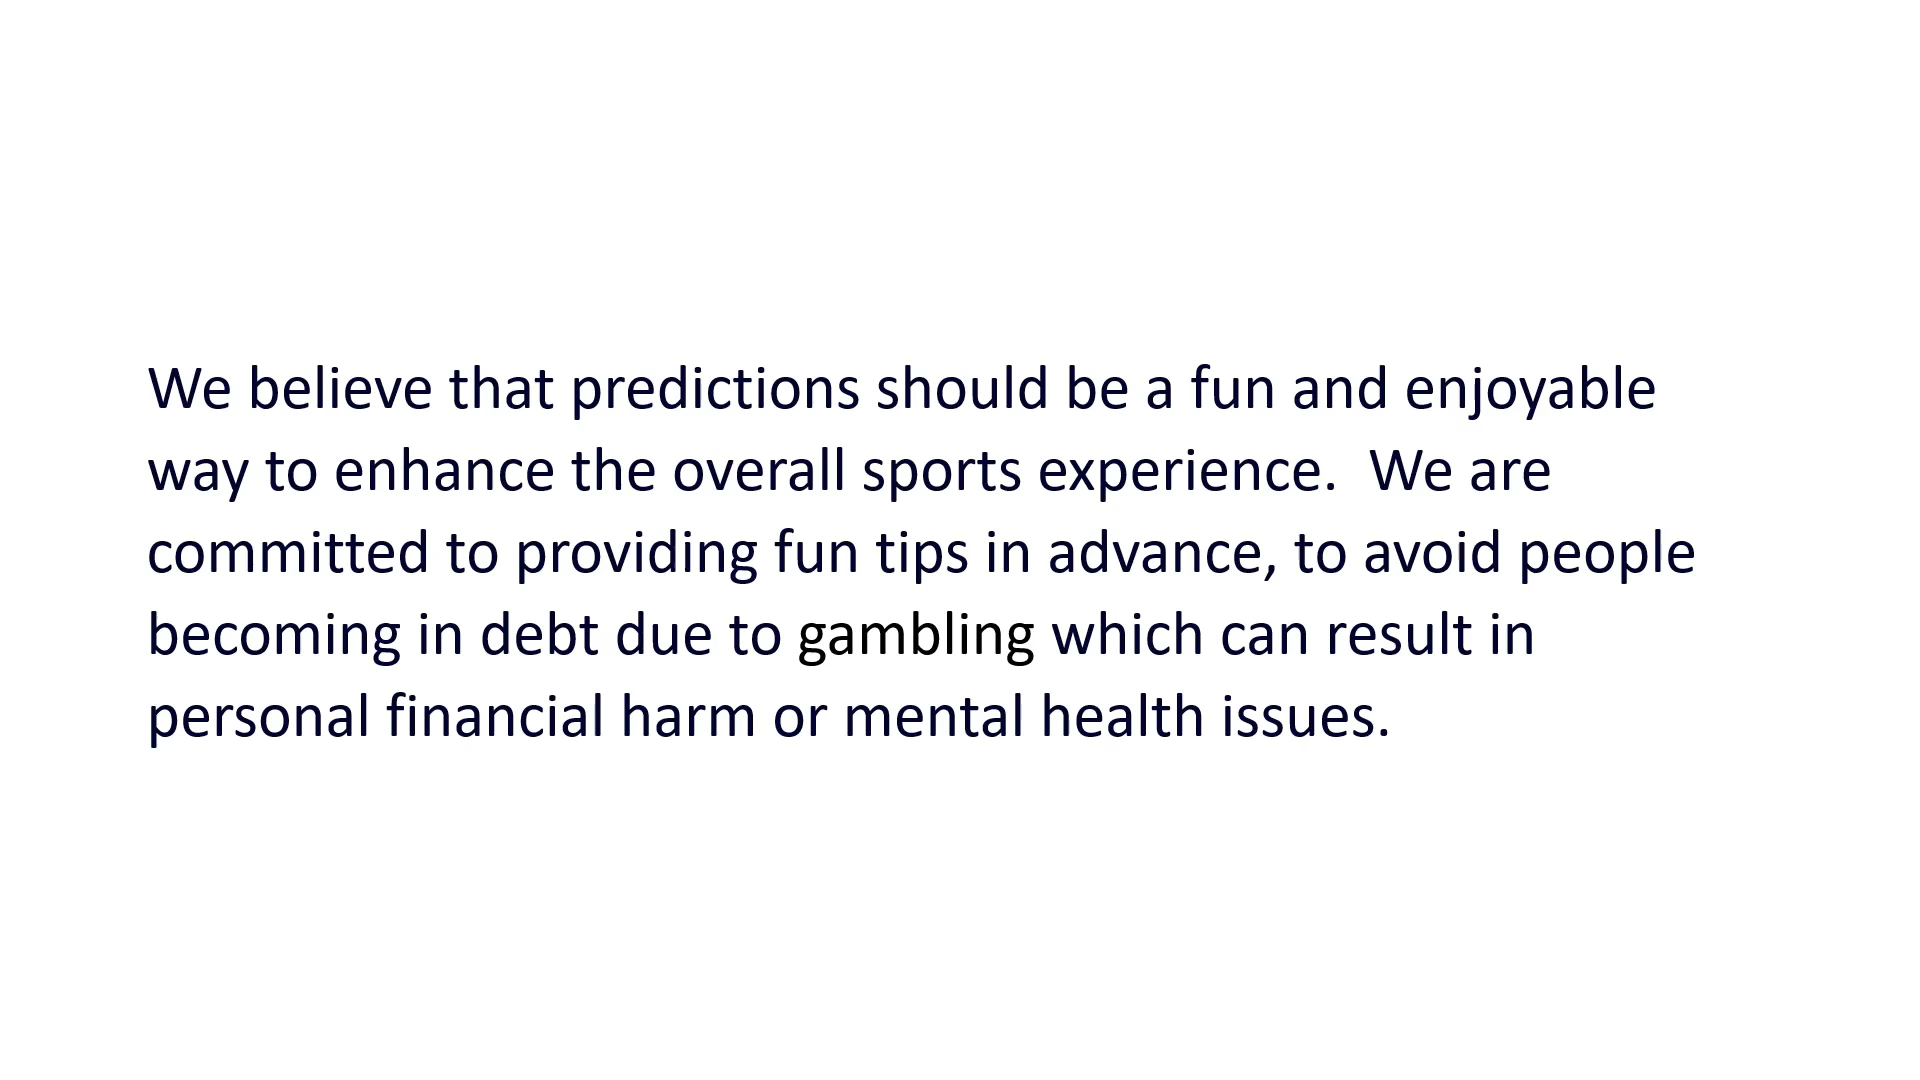 We believe that predictions should be a fun and enjoyable
way to enhance the overall sports experience.  We are
committed to providing fun tips in advance, to avoid people
becoming in debt due to gambling which can result in
personal financial harm or mental health issues.